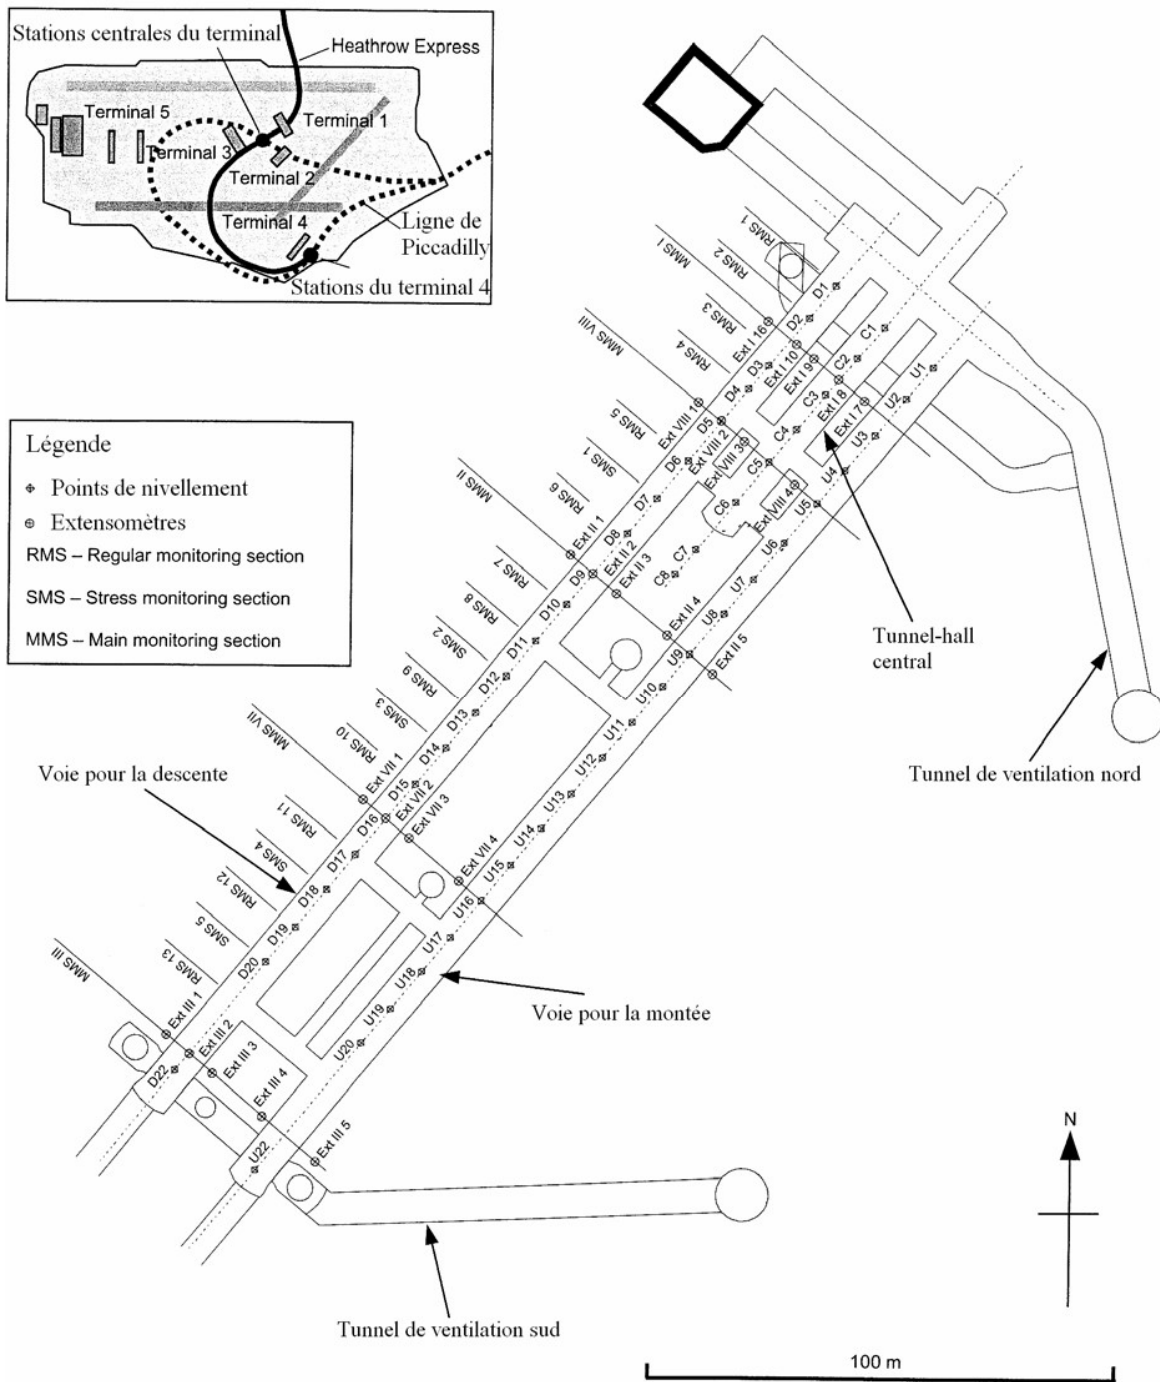 Stations centrales du terminal
Heathrow Express
Terminal 5
Terminal 1
Terminal 3
Terminal 2
Terminal 4
Ligne de
Piccadilly
Stations du terminal 4
Légende
Points de nivellement
Extensomètres
RMS – Regular monitoring section
SMS – Stress monitoring section
MMS – Main monitoring section
RMS 1
RMS 2
MMS I
RMS 3
RMS 4
MMS VIII
RMS 5
SMS 1
RMS 6
MMS II
RMS 7
RMS 8
SMS 2
RMS 9
SMS 3
MMS VII
RMS 10
RMS 11
SMS 4
RMS 12
SMS 5
RMS 13
MMS III
Ext I 16
Ext I 10
Ext I 9
Ext I 8
Ext I 7
Ext VIII 1
Ext VIII 2
Ext VIII 3
Ext VIII 4
Ext II 1
Ext II 2
Ext II 3
Ext II 4
Ext II 5
Ext VII 1
Ext VII 2
Ext VII 3
Ext VII 4
Ext III 1
Ext III 2
Ext III 3
Ext III 4
Ext III 5
D1
D2
D3
D4
D5
D6
D7
D8
D9
D10
D11
D12
D13
D14
D15
D16
D17
D18
D19
D20
D22
C1
C2
C3
C4
C5
C6
C7
C8
U1
U2
U3
U4
U5
U6
U7
U8
U9
U10
U11
U12
U13
U14
U15
U16
U17
U18
U19
U20
U22
Tunnel-hall
central
Tunnel de ventilation nord
Voie pour la descente
Voie pour la montée
Tunnel de ventilation sud
N
100 m